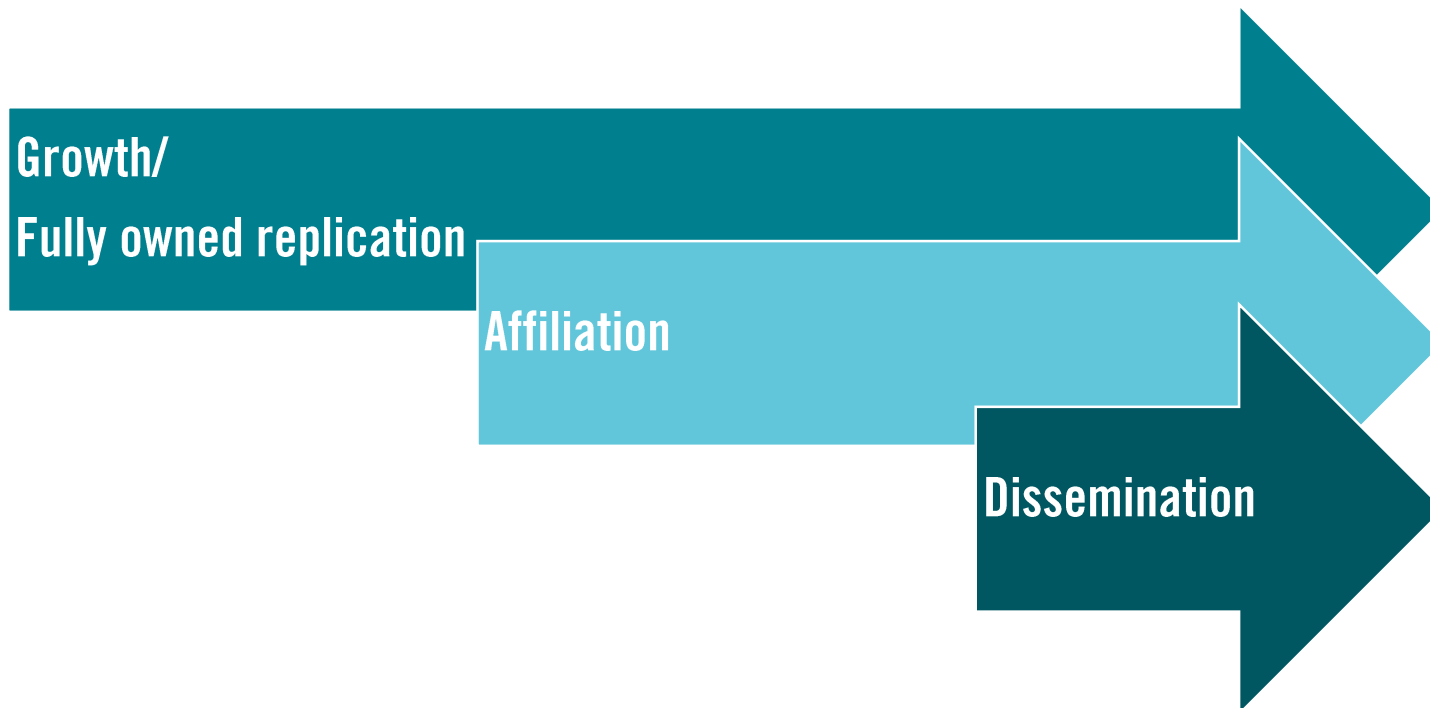 Growth/
Fully owned replication
Affiliation
Dissemination